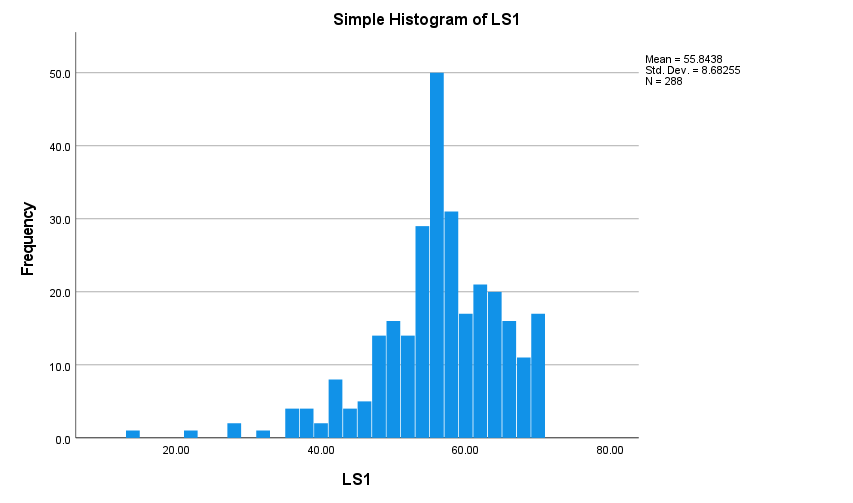 Simple Histogram of LS1
Mean = 55.8438
Std. Dev. = 8.68255
N = 288
50.0
40.0
30.0
20.0
10.0
0.0
Frequency
20.00 40.00 60.00 80.00
LS1